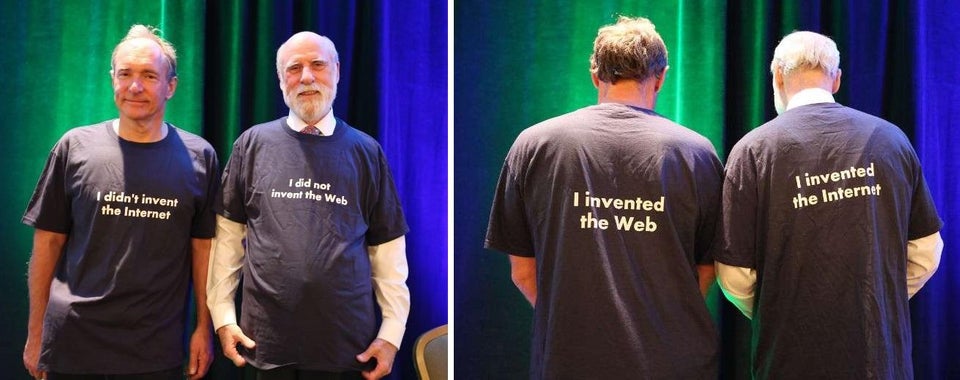 I didn't invent
the Internet
I did not
invent the Web
I invented
the Web
I invented
the Internet